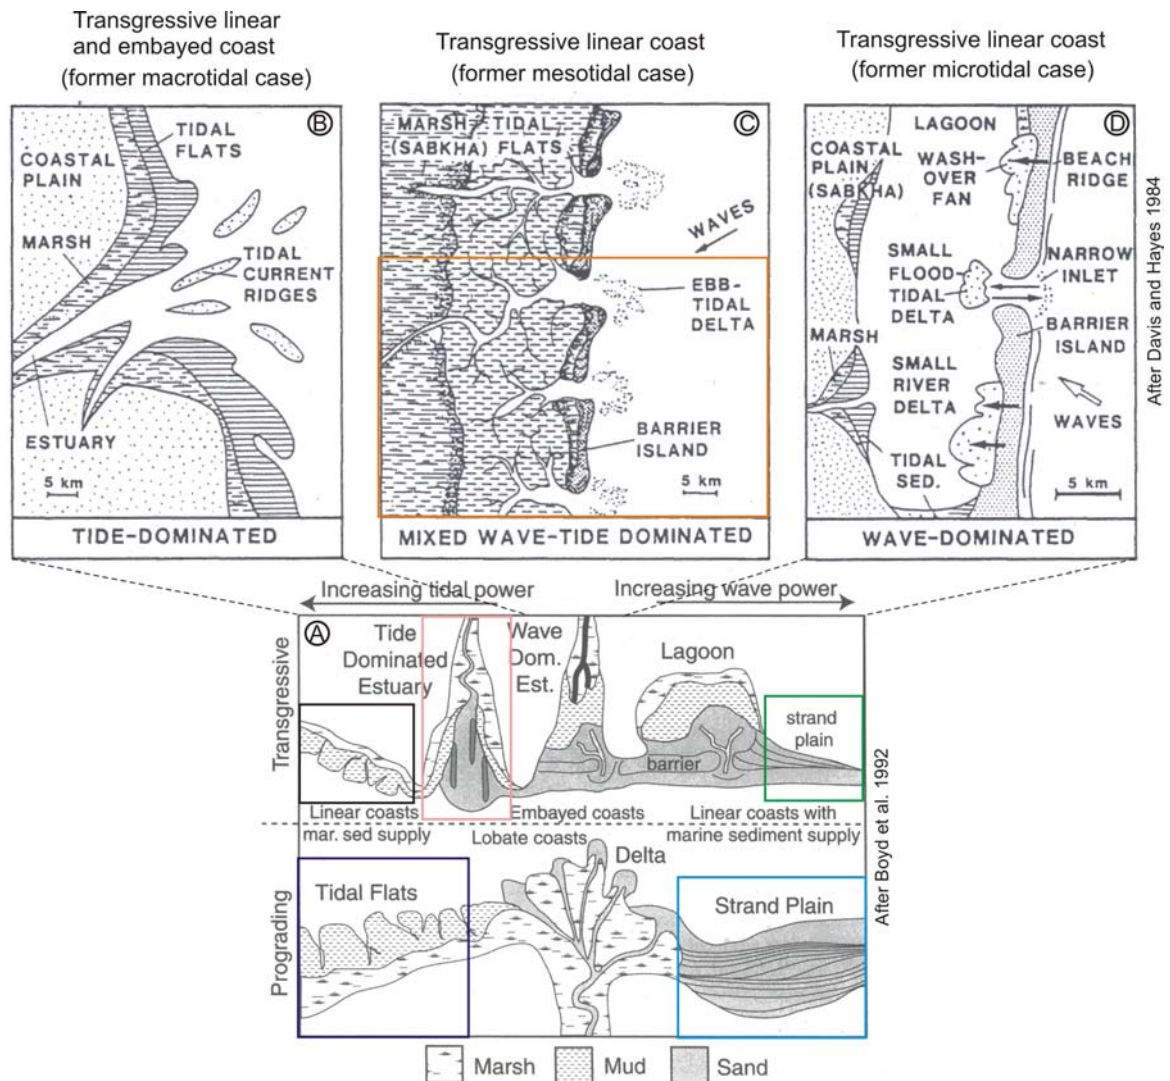 Transgressive linear
and embayed coast
(former macrotidal case)
Transgressive linear coast
(former mesotidal case)
Transgressive linear coast
(former microtidal case)
B
TIDAL
FLATS
COASTAL
PLAIN
MARSH
TIDAL
CURRENT
RIDGES
ESTUARY
5 km
TIDE-DOMINATED
C
MARSH-TIDAL
(SABKHA) FLATS
WAVES
EBB-
TIDAL
DELTA
BARRIER
ISLAND
5 km
MIXED WAVE-TIDE DOMINATED
D
LAGOON
COASTAL
PLAIN
(SABKHA)
WASH-
OVER
FAN
BEACH
RIDGE
SMALL
FLOOD
TIDAL
DELTA
NARROW
INLET
MARSH
BARRIER
ISLAND
SMALL
RIVER
DELTA
WAVES
TIDAL
SED.
5 km
WAVE-DOMINATED
After Davis and Hayes 1984
Increasing tidal power
Increasing wave power
A
Transgressive
Tide
Dominated
Estuary
Wave
Dom.
Est.
Lagoon
strand
plain
barrier
Linear coasts
mar. sed supply
Embayed coasts
Linear coasts with
marine sediment supply
Lobate coasts
Delta
Prograding
Tidal Flats
Strand Plain
After Boyd et al. 1992
Marsh
Mud
Sand